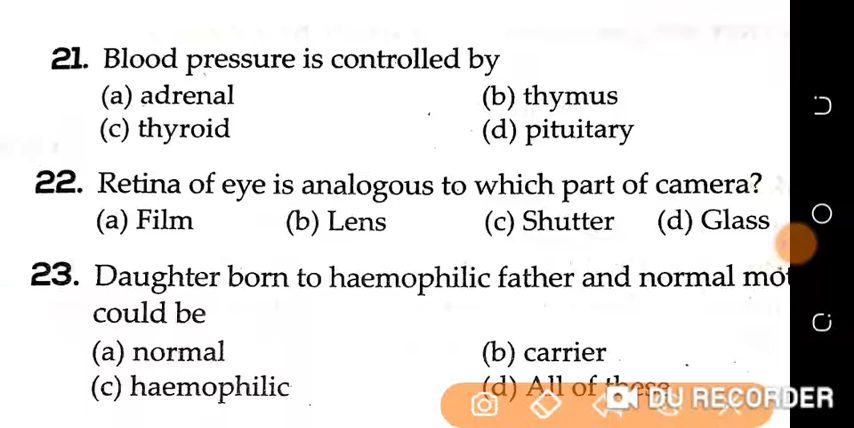 21. Blood pressure is controlled by
(a) adrenal (b) thymus
(c) thyroid (d) pituitary
22. Retina of eye is analogous to which part of camera?
(a) Film (b) Lens (c) Shutter (d) Glass
23. Daughter born to haemophilic father and normal mot
could be
(a) normal (b) carrier
(c) haemophilic (d) All of these
DU RECORDER